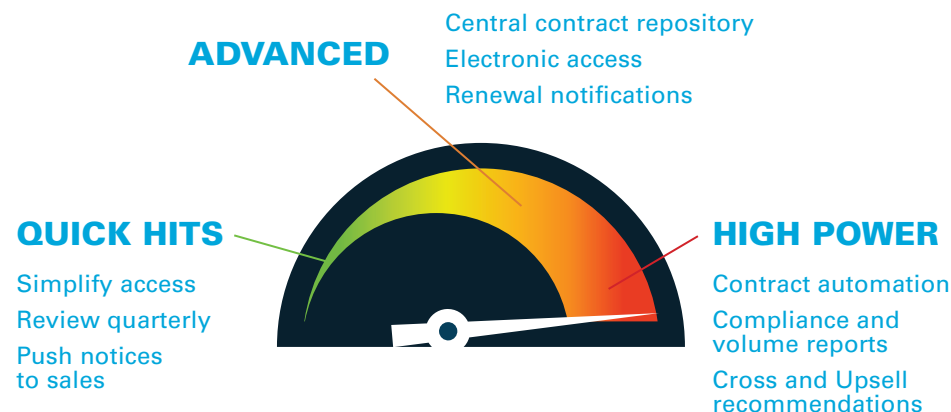 ADVANCED
Central contract repository
Electronic access
Renewal notifications
QUICK HITS
Simplify access
Review quarterly
Push notices
to sales
HIGH POWER
Contract automation
Compliance and
volume reports
Cross and Upsell
recommendations